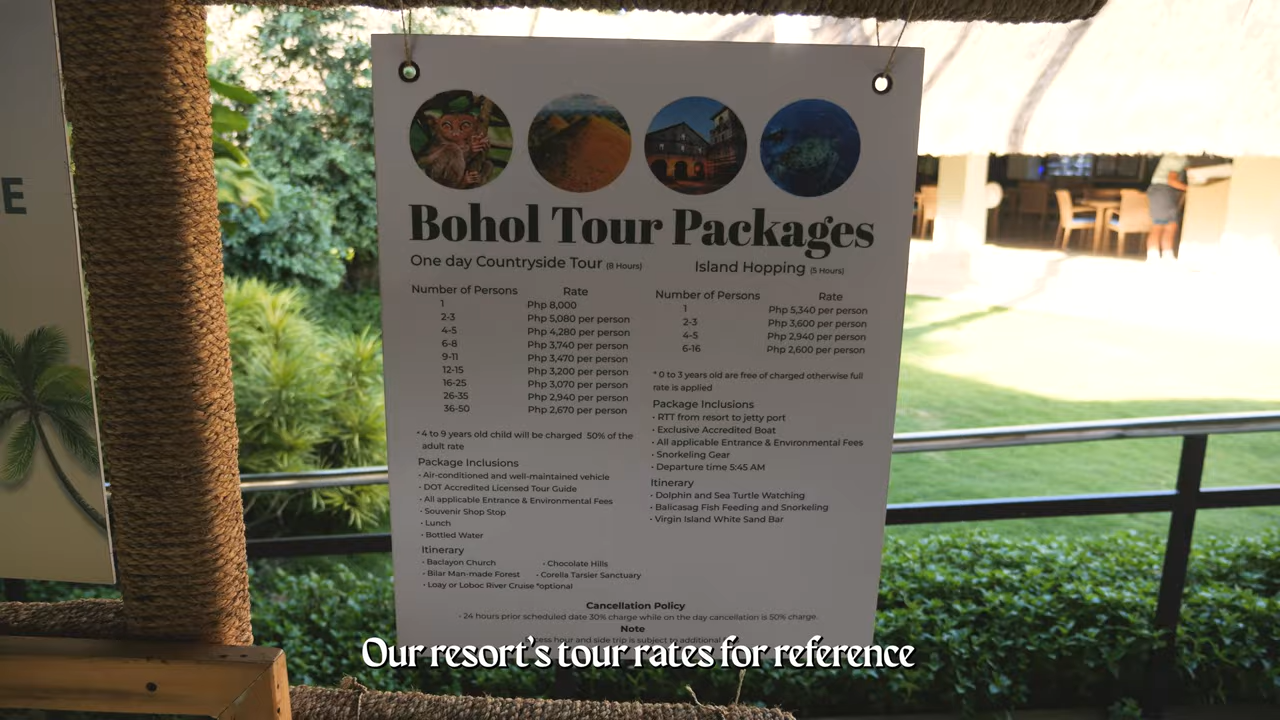 E
Bohol Tour Packages
One day Countryside Tour (8 Hours)
Number of Persons Rate
1 Php 8,000
2-3 Php 5,080 per person
4-5 Php 4,280 per person
6-8 Php 3,740 per person
9-11 Php 3,470 per person
12-15 Php 3,200 per person
16-25 Php 3,070 per person
26-35 Php 2,940 per person
36-50 Php 2,670 per person
* 4 to 9 years old child will be charged 50% of the
adult rate
Package Inclusions
• Air-conditioned and well-maintained vehicle
• DOT Accredited Licensed Tour Guide
• All applicable Entrance & Environmental Fees
• Souvenir Shop Stop
• Lunch
• Bottled Water
Itinerary
• Baclayon Church • Chocolate Hills
• Bilar Man-made Forest • Corella Tarsier Sanctuary
• Loay or Loboc River Cruise *optional
Island Hopping (5 Hours)
Number of Persons Rate
1 Php 5,340 per person
2-3 Php 3,600 per person
4-5 Php 2,940 per person
6-16 Php 2,600 per person
* 0 to 3 years old are free of charged otherwise full
rate is applied
Package Inclusions
• RTT from resort to jetty port
• Exclusive Accredited Boat
• All applicable Entrance & Environmental Fees
• Snorkeling Gear
• Departure time 5:45 AM
Itinerary
• Dolphin and Sea Turtle Watching
• Balicasag Fish Feeding and Snorkeling
• Virgin Island White Sand Bar
Cancellation Policy
• 24 hours prior scheduled date 30% charge while on the day cancellation is 50% charge.
Note
hour and side trip is subject to additional
Our resort's tour rates for reference